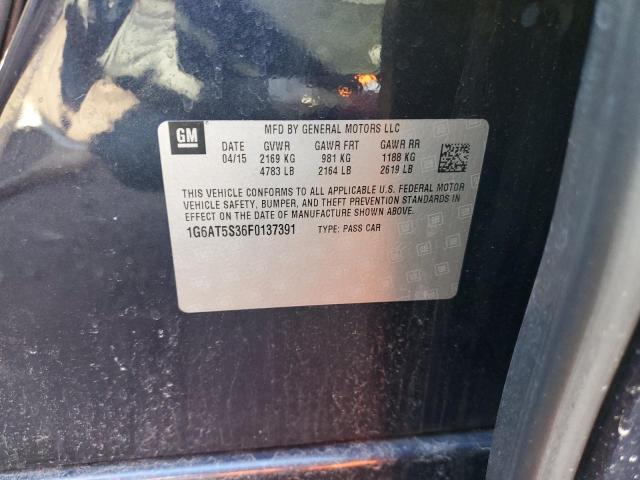 GM
MFD BY GENERAL MOTORS LLC
DATE GVWR GAWR FRT GAWR RR
04/15 2169 KG 981 KG 1188 KG
4783 LB 2164 LB 2619 LB
THIS VEHICLE CONFORMS TO ALL APPLICABLE U.S. FEDERAL MOTOR
VEHICLE SAFETY, BUMPER, AND THEFT PREVENTION STANDARDS IN
EFFECT ON THE DATE OF MANUFACTURE SHOWN ABOVE.
1G6AT5S36F0137391 TYPE: PASS CAR